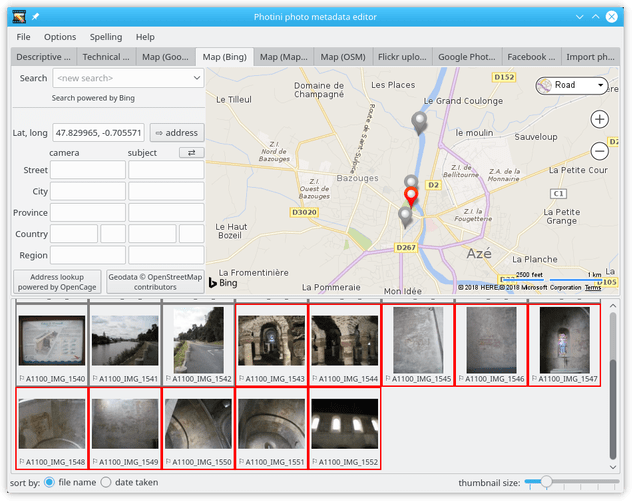 Photini photo metadata editor
File Options Spelling Help
Descriptive ... Technical ... Map (Goo... Map (Bing) Map (Map... Map (OSM) Flickr uplo... Google Phot... Facebook ... Import ph...
Search <new search>
Search powered by Bing
Lat, long 47.829965, -0.705571 ⇨ address
camera subject ⇄
Street
City
Province
Country
Region
Address lookup
powered by OpenCage
Geodata © OpenStreetMap
contributors
D152
Domaine de
Champagné
Les Places
Road
Le Tilleul
Le Grand Coulonge
Route de Saint-Sulpice
le moulin
Sauveloup
Z.I.
Nord de
Bazouges
Z.I. de
Bellitourne
Z.A. de la
Monnairie
La Petite Cour
Bazouges
Z.I.
Ouest de
Bazouges
D2
C1
D3020
Z.I. la
Fougetterie
La Petite
Grange
Le Haut
Bozeil
D267
Azé
La Planche
La Fromentinière
2500 feet 1 km
D105
Bing
La Pommeraie
Mon Idée
© 2018 HERE, © 2018 Microsoft Corporation Terms
A1100_IMG_1540 A1100_IMG_1541 A1100_IMG_1542 A1100_IMG_1543 A1100_IMG_1544 A1100_IMG_1545 A1100_IMG_1546 A1100_IMG_1547
A1100_IMG_1548 A1100_IMG_1549 A1100_IMG_1550 A1100_IMG_1551 A1100_IMG_1552
sort by: file name date taken thumbnail size: